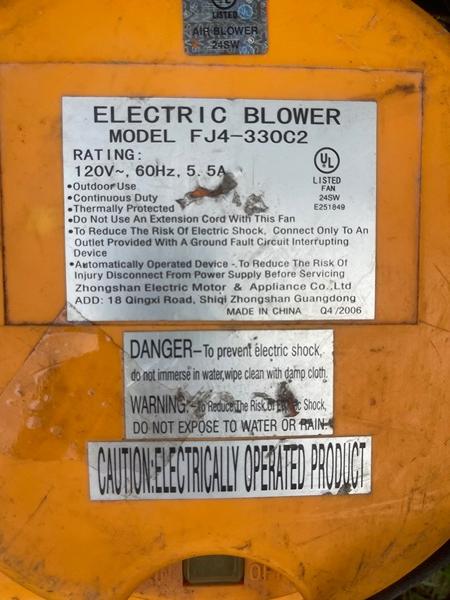 LISTED
AIR BLOWER
24SW
ELECTRIC BLOWER
MODEL FJ4-330C2
RATING:
120V~, 60Hz, 5.5A
•Outdoor Use
•Continuous Duty
•Thermally Protected
UL
LISTED
FAN
24SW
E251849
•Do Not Use An Extension Cord With This Fan
•To Reduce The Risk Of Electric Shock, Connect Only To An
Outlet Provided With A Ground Fault Circuit Interrupting
Device
•Automatically Operated Device -. To Reduce The Risk Of
Injury Disconnect From Power Supply Before Servicing
Zhongshan Electric Motor & Appliance Co.,Ltd
ADD: 18 Qingxi Road, Shiqi Zhongshan Guangdong
MADE IN CHINA Q4/2006
DANGER–To prevent electric shock,
do not immerse in water,wipe clean with damp cloth.
WARNING:-To Reduce The Risk Of Electric Shock,
DO NOT EXPOSE TO WATER OR RAIN.
CAUTION:ELECTRICALLY OPERATED PRODUCT